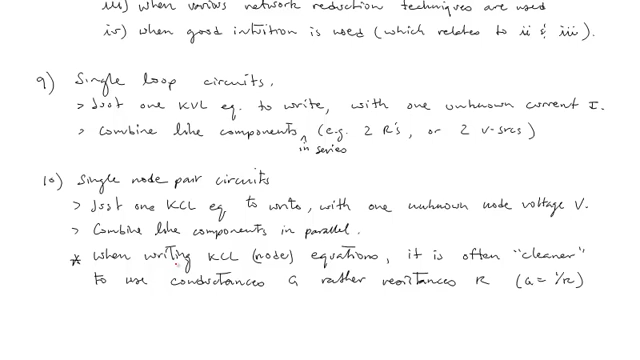 iii) when various network reduction techniques are used
iv) when good intuition is used (which relates to ii & iii).
9) Single loop circuits.
> Just one KVL eq. to write, with one unknown current I.
> Combine like components in series (e.g. 2 R's, or 2 V-srcs)
10) Single node pair circuits
> Just one KCL eq to write, with one unknown node voltage V.
> Combine like components in parallel.
* When writing KCL (node) equations, it is often "cleaner"
to use conductances G rather resistances R (G = 1/R)